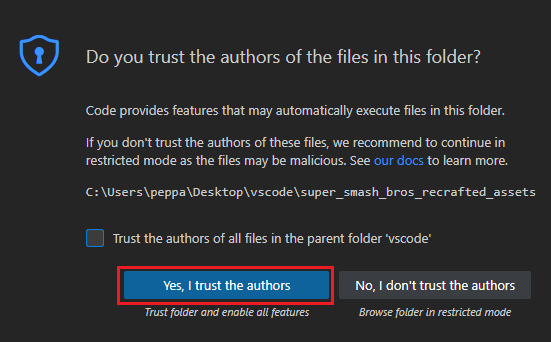 Do you trust the authors of the files in this folder?
Code provides features that may automatically execute files in this folder.
If you don't trust the authors of these files, we recommend to continue in
restricted mode as the files may be malicious. See our docs to learn more.
C:\Users\peppa\Desktop\vscode\super_smash_bros_recrafted_assets
Trust the authors of all files in the parent folder 'vscode'
Yes, I trust the authors
No, I don't trust the authors
Trust folder and enable all features
Browse folder in restricted mode